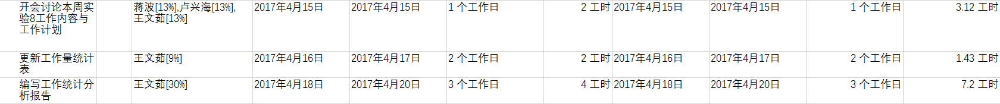 开会讨论本周实验8工作内容与工作计划 蒋波[13%],卢兴海[13%],王文茹[13%] 2017年4月15日 2017年4月15日 1 个工作日 2 工时 2017年4月15日 2017年4月15日 1 个工作日 3.12 工时
更新工作量统计表 王文茹[9%] 2017年4月16日 2017年4月17日 2 个工作日 2 工时 2017年4月16日 2017年4月17日 2 个工作日 1.43 工时
编写工作统计分析报告 王文茹[30%] 2017年4月18日 2017年4月20日 3 个工作日 4 工时 2017年4月18日 2017年4月20日 3 个工作日 7.2 工时